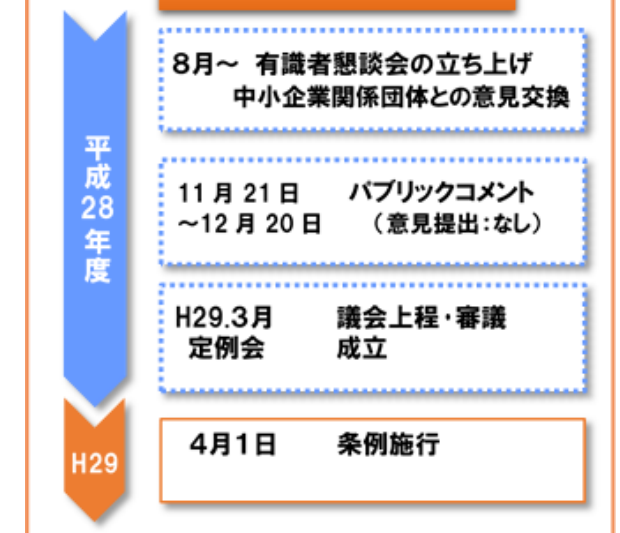 平成28年度
8月～ 有識者懇談会の立ち上げ
中小企業関係団体との意見交換
11月21日 パブリックコメント
～12月20日 （意見提出：なし）
H29.3月 議会上程・審議
定例会 成立
H29
4月1日 条例施行